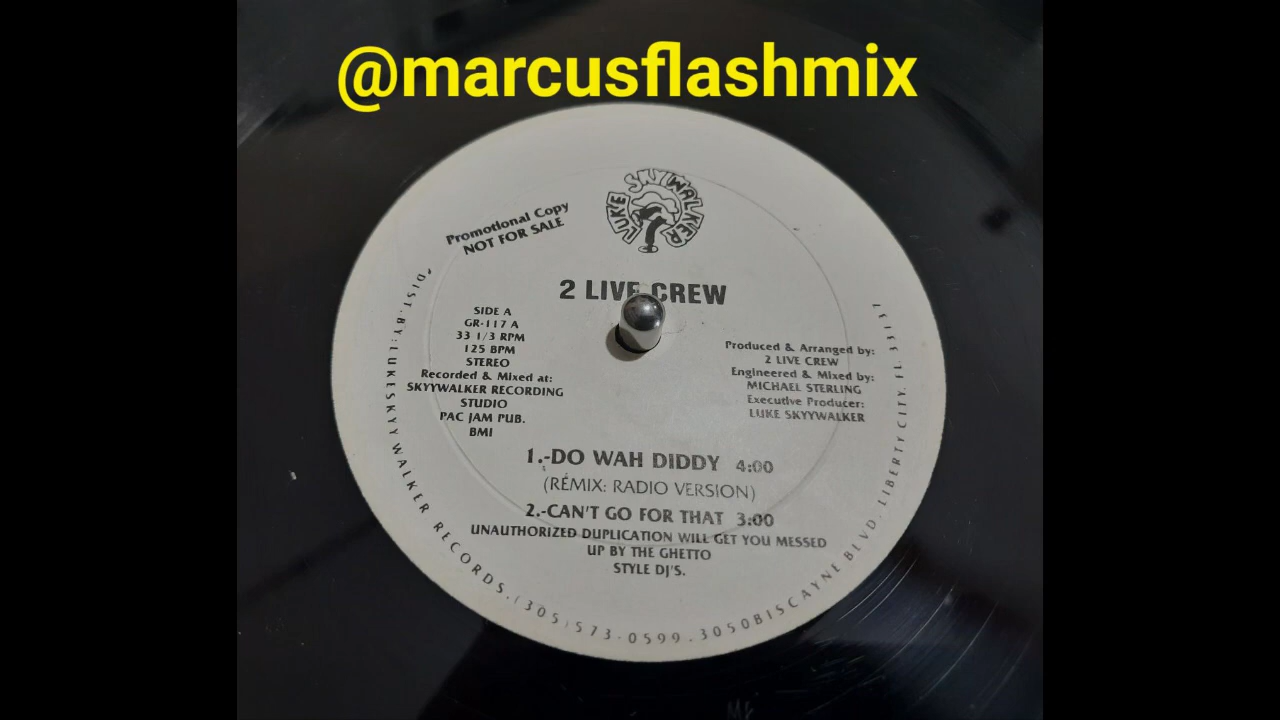 @marcusflashmix
LUKE SKYWALKER
Promotional Copy
NOT FOR SALE
2 LIVE CREW
SIDE A
GR-117 A
33 1/3 RPM
125 BPM
STEREO
Recorded & Mixed at:
SKYYWALKER RECORDING
STUDIO
PAC JAM PUB.
BMI
Produced & Arranged by:
2 LIVE CREW
Engineered & Mixed by:
MICHAEL STERLING
Executive Producer:
LUKE SKYYWALKER
1.-DO WAH DIDDY 4:00
(RÉMIX: RADIO VERSION)
2.-CAN'T GO FOR THAT 3:00
UNAUTHORIZED DUPLICATION WILL GET YOU MESSED
UP BY THE GHETTO
STYLE DJ'S.
"DIST. BY: LUKE SKYYWALKER RECORDS. (305) 573-0599 - 3050 BISCAYNE BLVD. LIBERTY CITY, FL. 33137